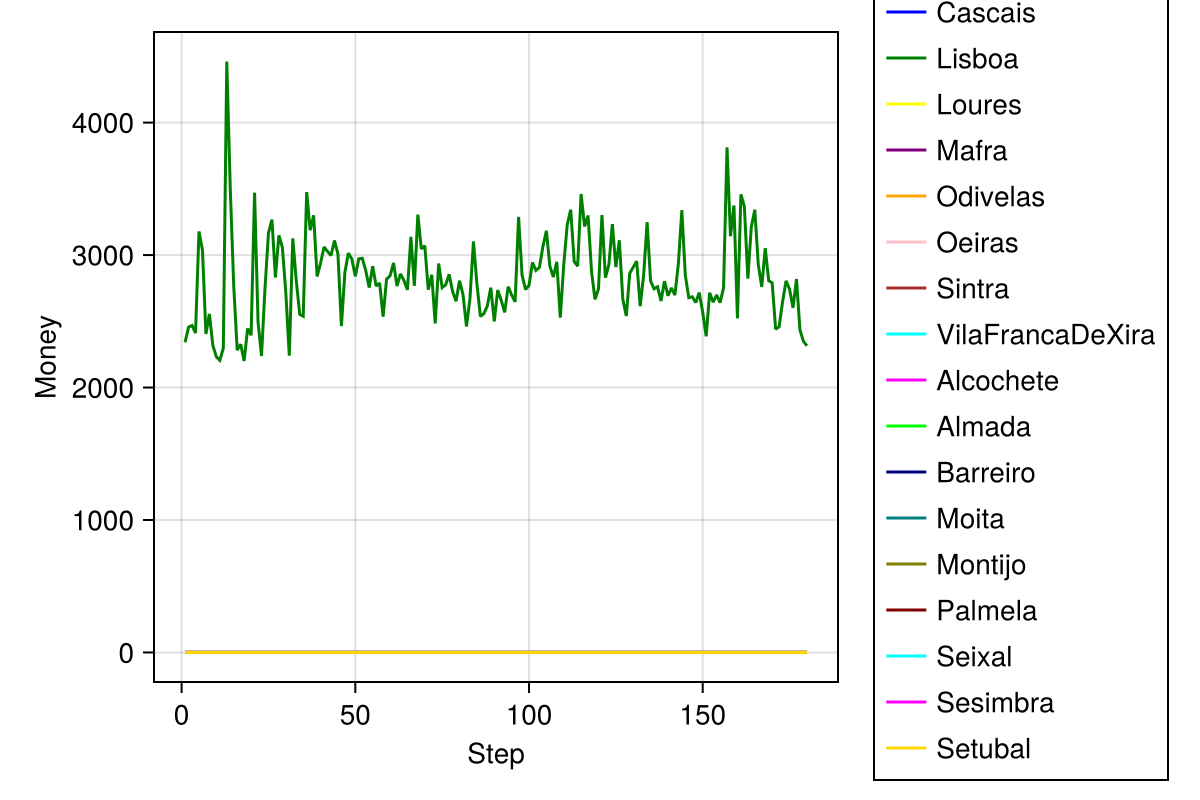 Cascais
Lisboa
Loures
Mafra
Odivelas
Oeiras
Sintra
VilaFrancaDeXira
Alcochete
Almada
Barreiro
Moita
Montijo
Palmela
Seixal
Sesimbra
Setubal
Money
4000
3000
2000
1000
0
0 50 100 150
Step